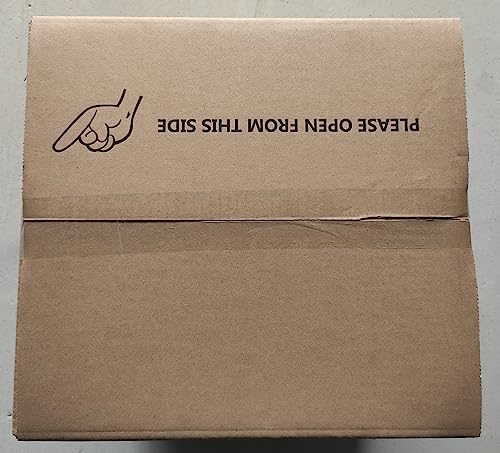 PLEASE OPEN FROM THIS SIDE